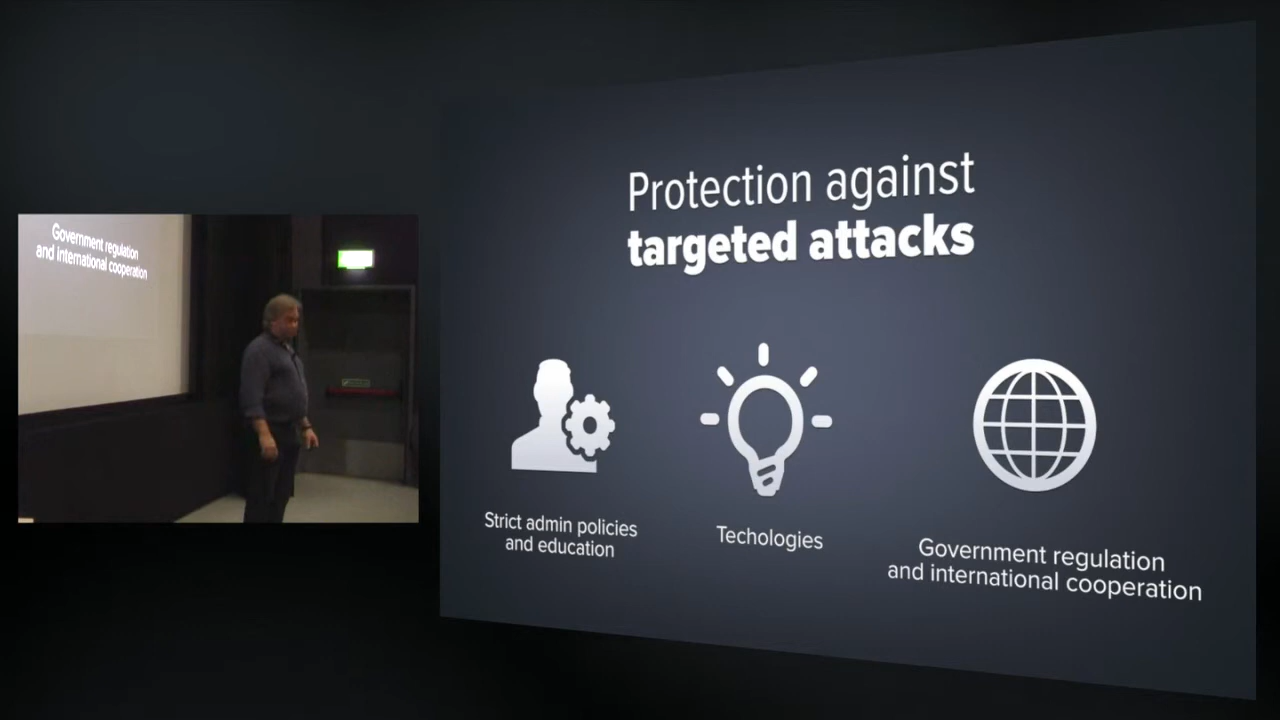 Government regulation
and international cooperation
Protection against
targeted attacks
Strict admin policies
and education
Techologies
Government regulation
and international cooperation